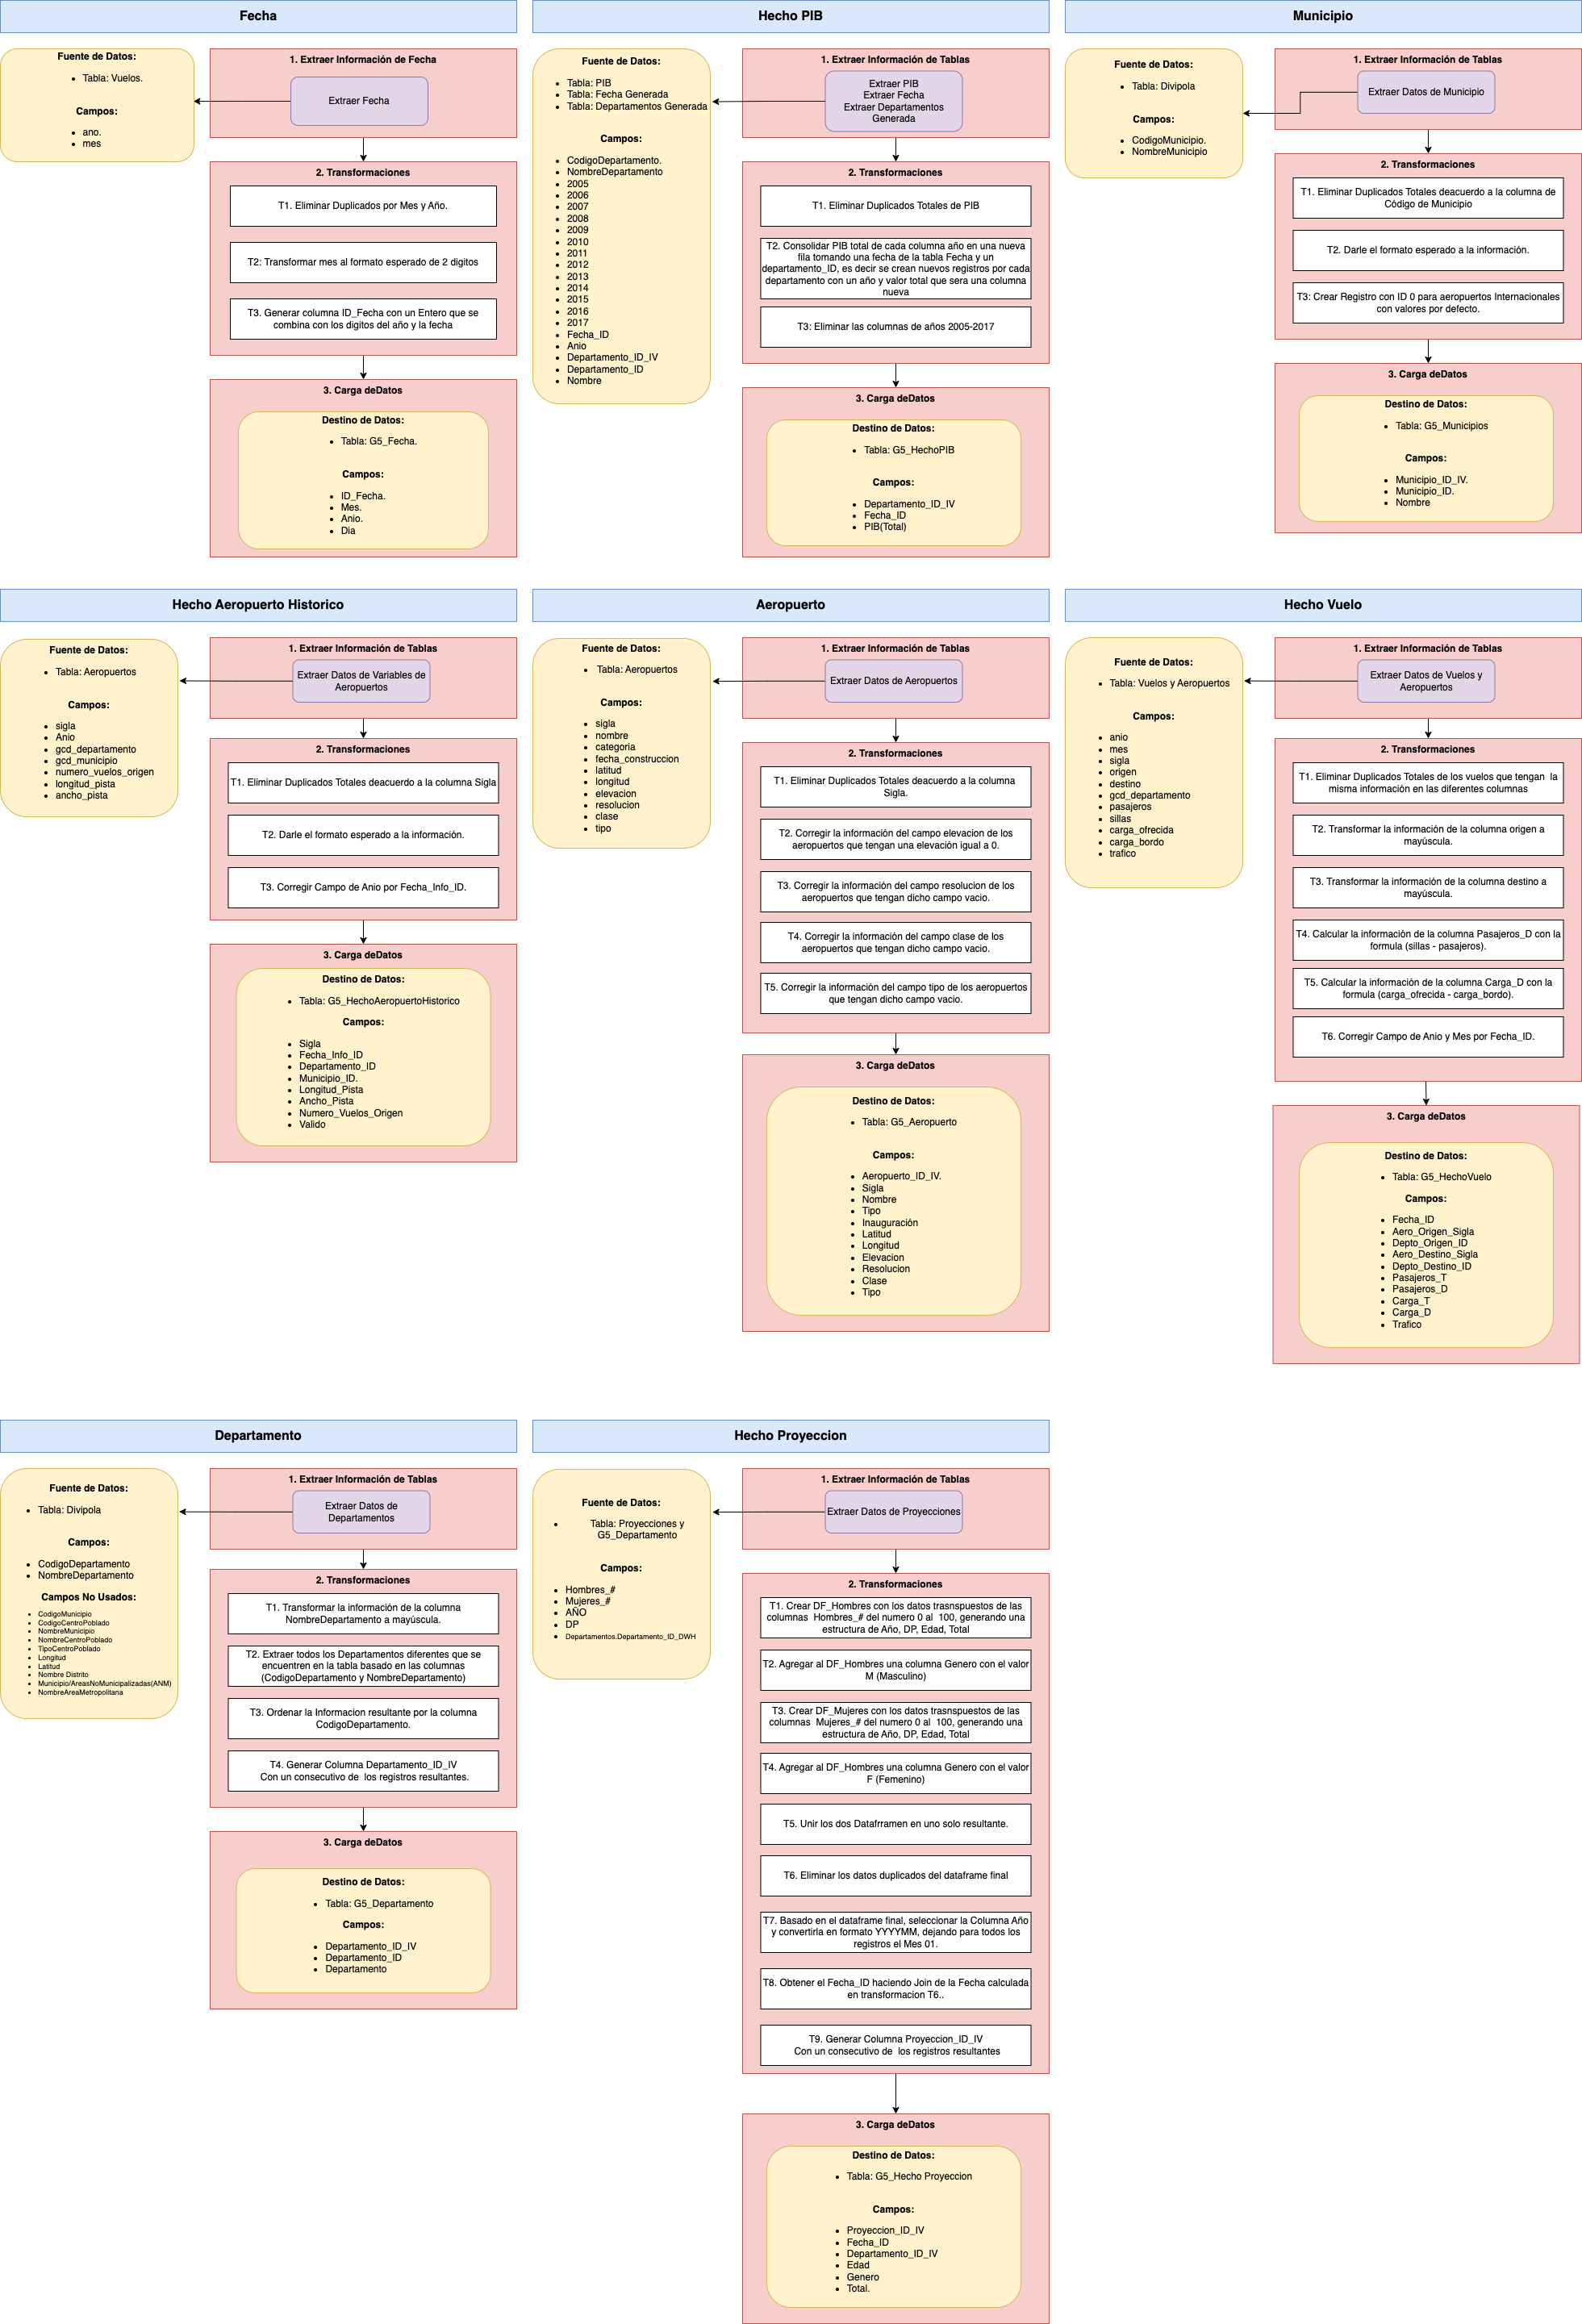 Fecha
Fuente de Datos:
Tabla: Vuelos.
Campos:
ano.
mes
1. Extraer Información de Fecha
Extraer Fecha
2. Transformaciones
T1. Eliminar Duplicados por Mes y Año.
T2: Transformar mes al formato esperado de 2 digitos
T3. Generar columna ID_Fecha con un Entero que se
combina con los digitos del año y la fecha
3. Carga deDatos
Destino de Datos:
Tabla: G5_Fecha.
Campos:
ID_Fecha.
Mes.
Anio.
Dia
Hecho PIB
Fuente de Datos:
Tabla: PIB
Tabla: Fecha Generada
Tabla: Departamentos Generada
Campos:
CodigoDepartamento.
NombreDepartamento
2005
2006
2007
2008
2009
2010
2011
2012
2013
2014
2015
2016
2017
Fecha_ID
Anio
Departamento_ID_IV
Departamento_ID
Nombre
1. Extraer Información de Tablas
Extraer PIB
Extraer Fecha
Extraer Departamentos
Generada
2. Transformaciones
T1. Eliminar Duplicados Totales de PIB
T2. Consolidar PIB total de cada columna año en una nueva
fila tomando una fecha de la tabla Fecha y un
departamento_ID, es decir se crean nuevos registros por cada
departamento con un año y valor total que sera una columna
nueva
T3: Eliminar las columnas de años 2005-2017
3. Carga deDatos
Destino de Datos:
Tabla: G5_HechoPIB
Campos:
Departamento_ID_IV
Fecha_ID
PIB(Total)
Municipio
Fuente de Datos:
Tabla: Divipola
Campos:
CodigoMunicipio.
NombreMunicipio
1. Extraer Información de Tablas
Extraer Datos de Municipio
2. Transformaciones
T1. Eliminar Duplicados Totales deacuerdo a la columna de
Código de Municipio
T2. Darle el formato esperado a la información.
T3: Crear Registro con ID 0 para aeropuertos Internacionales
con valores por defecto.
3. Carga deDatos
Destino de Datos:
Tabla: G5_Municipios
Campos:
Municipio_ID_IV.
Municipio_ID.
Nombre
Hecho Aeropuerto Historico
Fuente de Datos:
Tabla: Aeropuertos
Campos:
sigla
Anio
gcd_departamento
gcd_municipio
numero_vuelos_origen
longitud_pista
ancho_pista
1. Extraer Información de Tablas
Extraer Datos de Variables de
Aeropuertos
2. Transformaciones
T1. Eliminar Duplicados Totales deacuerdo a la columna Sigla
T2. Darle el formato esperado a la información.
T3. Corregir Campo de Anio por Fecha_Info_ID.
3. Carga deDatos
Destino de Datos:
Tabla: G5_HechoAeropuertoHistorico
Campos:
Sigla
Fecha_Info_ID
Departamento_ID
Municipio_ID.
Longitud_Pista
Ancho_Pista
Numero_Vuelos_Origen
Valido
Aeropuerto
Fuente de Datos:
Tabla: Aeropuertos
Campos:
sigla
nombre
categoria
fecha_construccion
latitud
longitud
elevacion
resolucion
clase
tipo
1. Extraer Información de Tablas
Extraer Datos de Aeropuertos
2. Transformaciones
T1. Eliminar Duplicados Totales deacuerdo a la columna
Sigla.
T2. Corregir la información del campo elevacion de los
aeropuertos que tengan una elevación igual a 0.
T3. Corregir la información del campo resolucion de los
aeropuertos que tengan dicho campo vacio.
T4. Corregir la información del campo clase de los
aeropuertos que tengan dicho campo vacio.
T5. Corregir la información del campo tipo de los aeropuertos
que tengan dicho campo vacio.
3. Carga deDatos
Destino de Datos:
Tabla: G5_Aeropuerto
Campos:
Aeropuerto_ID_IV.
Sigla
Nombre
Tipo
Inauguración
Latitud
Longitud
Elevacion
Resolucion
Clase
Tipo
Hecho Vuelo
Fuente de Datos:
Tabla: Vuelos y Aeropuertos
Campos:
anio
mes
sigla
origen
destino
gcd_departamento
pasajeros
sillas
carga_ofrecida
carga_bordo
trafico
1. Extraer Información de Tablas
Extraer Datos de Vuelos y
Aeropuertos
2. Transformaciones
T1. Eliminar Duplicados Totales de los vuelos que tengan  la
misma información en las diferentes columnas
T2. Transformar la información de la columna origen a
mayúscula.
T3. Transformar la información de la columna destino a
mayúscula.
T4. Calcular la información de la columna Pasajeros_D con la
formula (sillas - pasajeros).
T5. Calcular la información de la columna Carga_D con la
formula (carga_ofrecida - carga_bordo).
T6. Corregir Campo de Anio y Mes por Fecha_ID.
3. Carga deDatos
Destino de Datos:
Tabla: G5_HechoVuelo
Campos:
Fecha_ID
Aero_Origen_Sigla
Depto_Origen_ID
Aero_Destino_Sigla
Depto_Destino_ID
Pasajeros_T
Pasajeros_D
Carga_T
Carga_D
Trafico
Departamento
Fuente de Datos:
Tabla: Divipola
Campos:
CodigoDepartamento
NombreDepartamento
Campos No Usados:
CodigoMunicipio
CodigoCentroPoblado
NombreMunicipio
NombreCentroPoblado
TipoCentroPoblado
Longitud
Latitud
Nombre Distrito
Municipio/AreasNoMunicipalizadas(ANM)
NombreAreaMetropolitana
1. Extraer Información de Tablas
Extraer Datos de
Departamentos
2. Transformaciones
T1. Transformar la información de la columna
NombreDepartamento a mayúscula.
T2. Extraer todos los Departamentos diferentes que se
encuentren en la tabla basado en las columnas
(CodigoDepartamento y NombreDepartamento)
T3. Ordenar la Informacion resultante por la columna
CodigoDepartamento.
T4. Generar Columna Departamento_ID_IV
Con un consecutivo de  los registros resultantes.
3. Carga deDatos
Destino de Datos:
Tabla: G5_Departamento
Campos:
Departamento_ID_IV
Departamento_ID
Departamento
Hecho Proyeccion
Fuente de Datos:
Tabla: Proyecciones y
G5_Departamento
Campos:
Hombres_#
Mujeres_#
AÑO
DP
Departamentos.Departamento_ID_DWH
1. Extraer Información de Tablas
Extraer Datos de Proyecciones
2. Transformaciones
T1. Crear DF_Hombres con los datos trasnspuestos de las
columnas  Hombres_# del numero 0 al  100, generando una
estructura de Año, DP, Edad, Total
T2. Agregar al DF_Hombres una columna Genero con el valor
M (Masculino)
T3. Crear DF_Mujeres con los datos trasnspuestos de las
columnas  Mujeres_# del numero 0 al  100, generando una
estructura de Año, DP, Edad, Total
T4. Agregar al DF_Hombres una columna Genero con el valor
F (Femenino)
T5. Unir los dos Datafrramen en uno solo resultante.
T6. Eliminar los datos duplicados del dataframe final
T7. Basado en el dataframe final, seleccionar la Columna Año
y convertirla en formato YYYYMM, dejando para todos los
registros el Mes 01.
T8. Obtener el Fecha_ID haciendo Join de la Fecha calculada
en transformacion T6..
T9. Generar Columna Proyeccion_ID_IV
Con un consecutivo de  los registros resultantes
3. Carga deDatos
Destino de Datos:
Tabla: G5_Hecho Proyeccion
Campos:
Proyeccion_ID_IV
Fecha_ID
Departamento_ID_IV
Edad
Genero
Total.